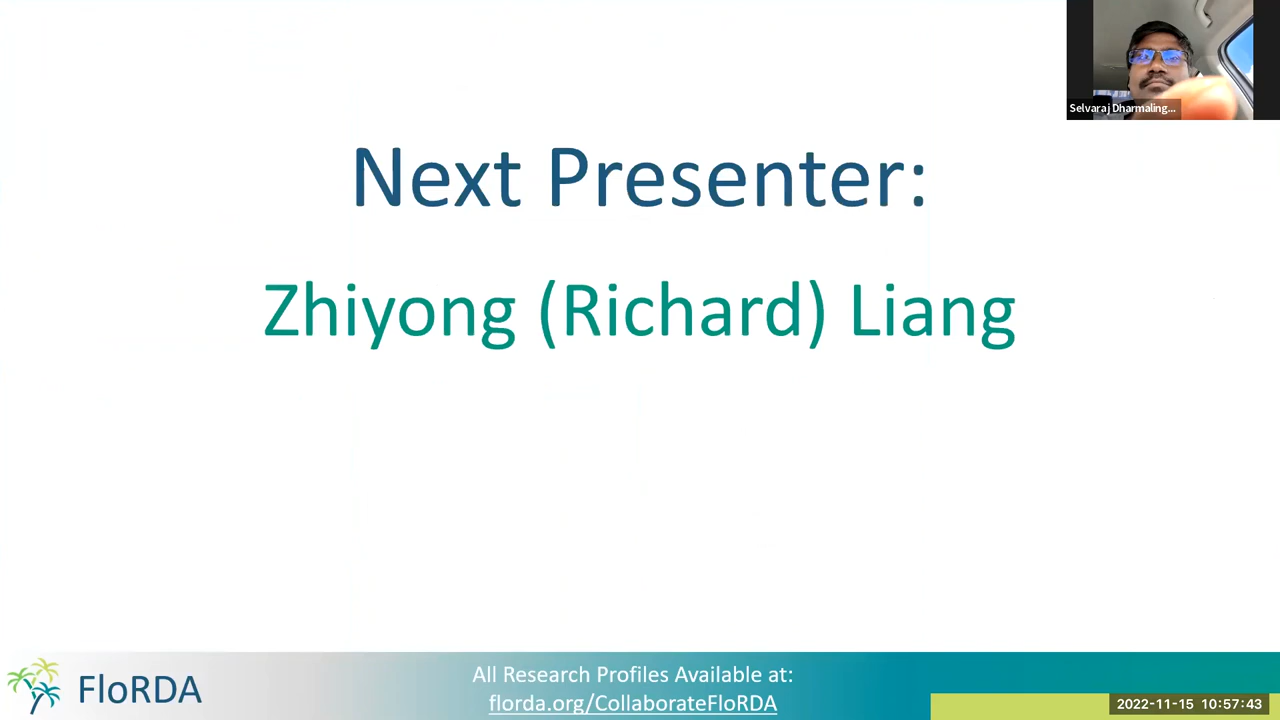 Selvaraj Dharmaling...
Next Presenter:
Zhiyong (Richard) Liang
FloRDA
All Research Profiles Available at:
florda.org/CollaborateFloRDA
2022-11-15 10:57:43